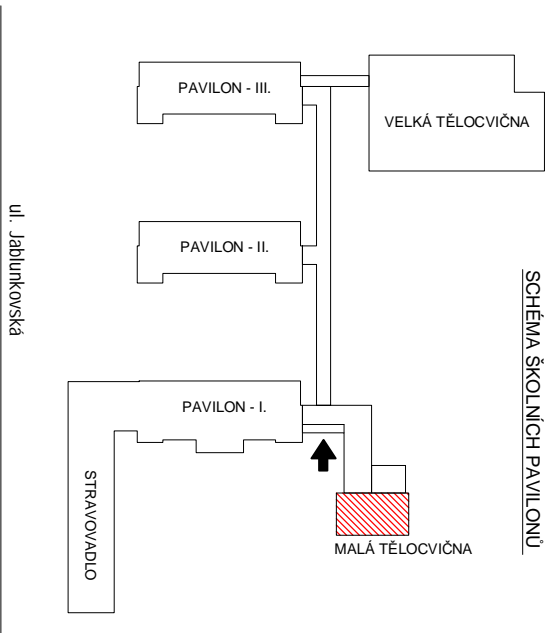 PAVILON - III.
VELKÁ TĚLOCVIČNA
PAVILON - II.
ul. Jablunkovská
SCHÉMA ŠKOLNÍCH PAVILONŮ
PAVILON - I.
STRAVOVADLO
MALÁ TĚLOCVIČNA